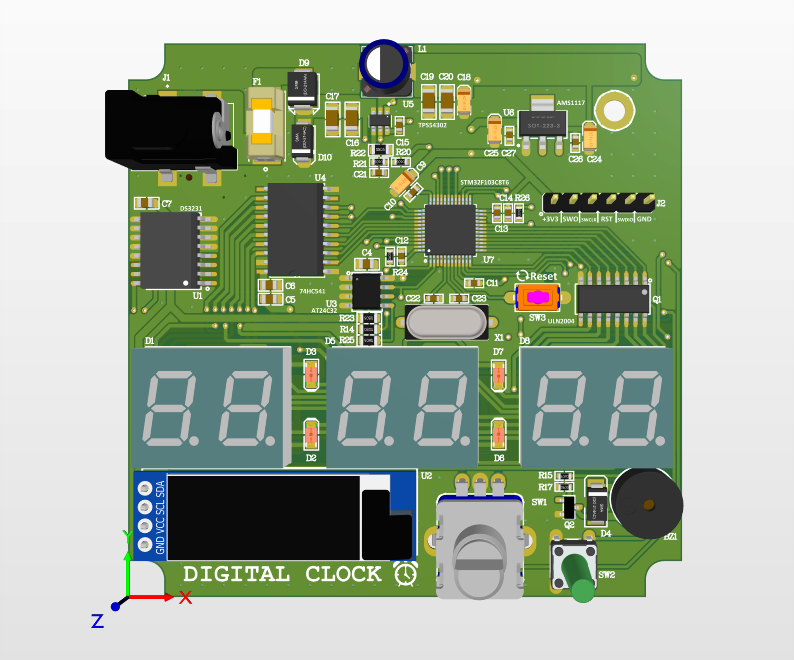 L1
J1
D9
F1
C17
C19 C20 C18
U5
TPS54302
AMS1117
U6
SOT-223-3
C16
C15
D10
R22
R21 R20
C21
C9
C10
C25 C27
C26 C24
U4
STM32F103C8T6
C7
DS3231
C14 R26
C13
+3V3 SWO SWCLK RST SWDIO GND
J2
C12
C4
R24
U7
Reset
U1
C6
C5
74HC541
U3
AT24C32
C11
C22 C23
SW3
Q1
ULN2004
R23
R14
R25
X1
D1
D3
D5
D7
D8
D2
D6
U2
GND VCC SCL SDA
R15
R17
SW1
Q2
D4
BZ1
SW2
DIGITAL CLOCK
Y
X
Z